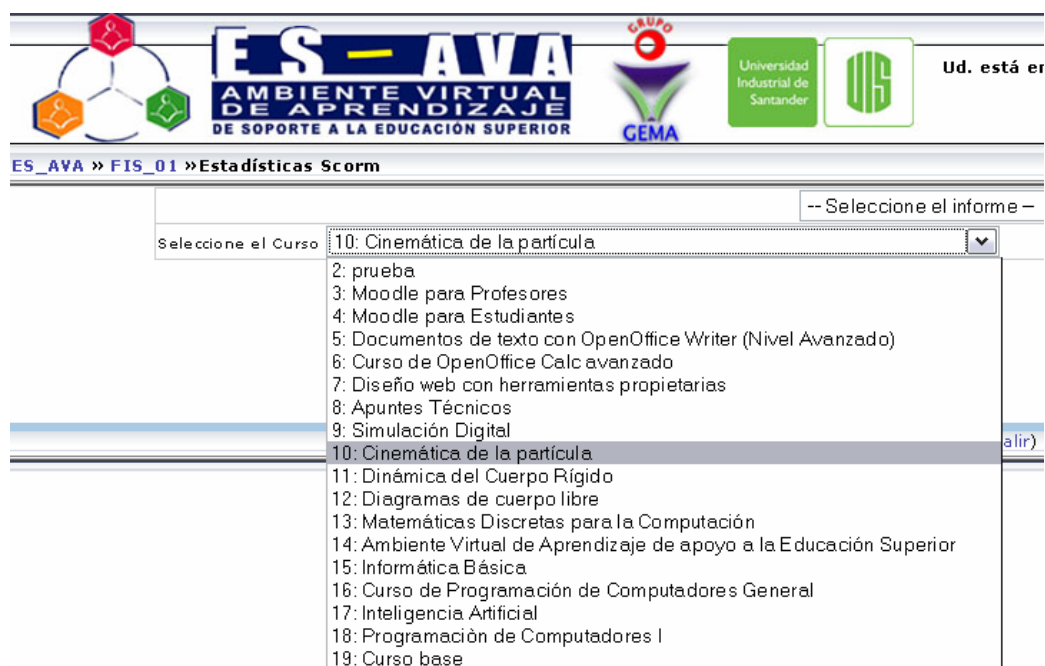 ES - AVA
AMBIENTE VIRTUAL
DE APRENDIZAJE
DE SOPORTE A LA EDUCACIÓN SUPERIOR
GRUPO
GEMA
Universidad
Industrial de
Santander
UIS
Ud. está en
ES_AVA » FIS_01 »Estadísticas Scorm
-- Seleccione el informe --
Seleccione el Curso 10: Cinemática de la partícula
2: prueba
3: Moodle para Profesores
4: Moodle para Estudiantes
5: Documentos de texto con OpenOffice Writer (Nivel Avanzado)
6: Curso de OpenOffice Calc avanzado
7: Diseño web con herramientas propietarias
8: Apuntes Técnicos
9: Simulación Digital
10: Cinemática de la partícula
alir)
11: Dinámica del Cuerpo Rígido
12: Diagramas de cuerpo libre
13: Matemáticas Discretas para la Computación
14: Ambiente Virtual de Aprendizaje de apoyo a la Educación Superior
15: Informática Básica
16: Curso de Programación de Computadores General
17: Inteligencia Artificial
18: Programaciòn de Computadores I
19: Curso base